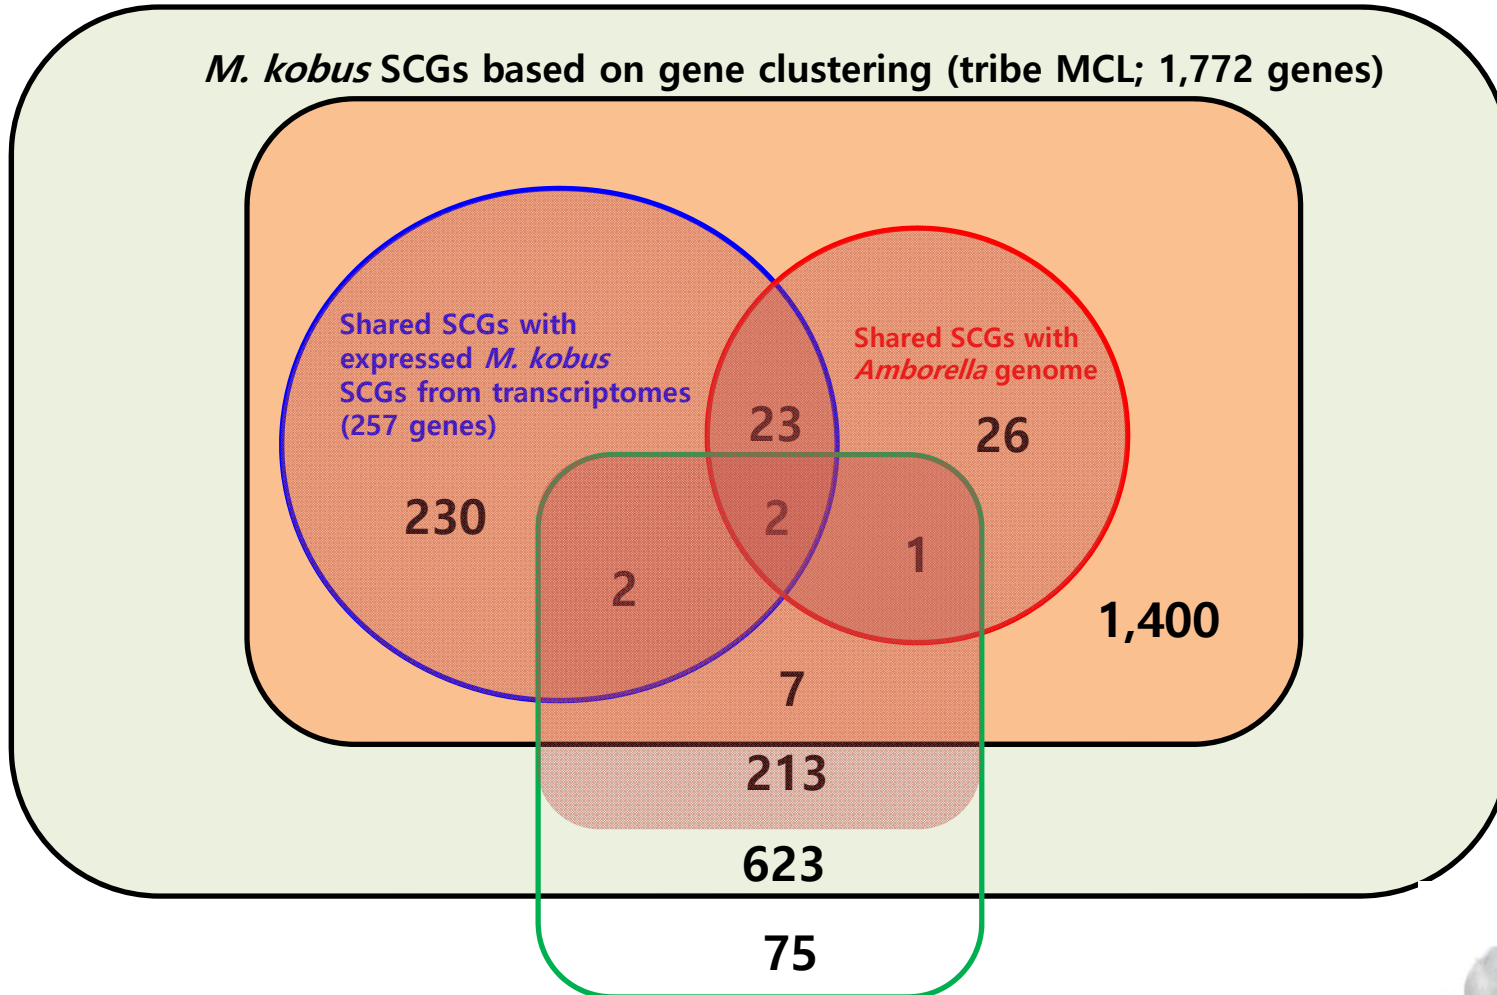 M. kobus SCGs based on gene clustering (tribe MCL; 1,772 genes)
Shared SCGs with
expressed M. kobus
SCGs from transcriptomes
(257 genes)
Shared SCGs with
Amborella genome
23
26
230
2
1
2
1,400
7
213
623
75